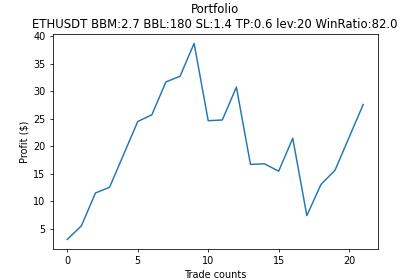 Portfolio
ETHUSDT BBM:2.7 BBL:180 SL:1.4 TP:0.6 lev:20 WinRatio:82.0
40
35
30
25
20
15
10
5
Profit ($)
0 5 10 15 20
Trade counts